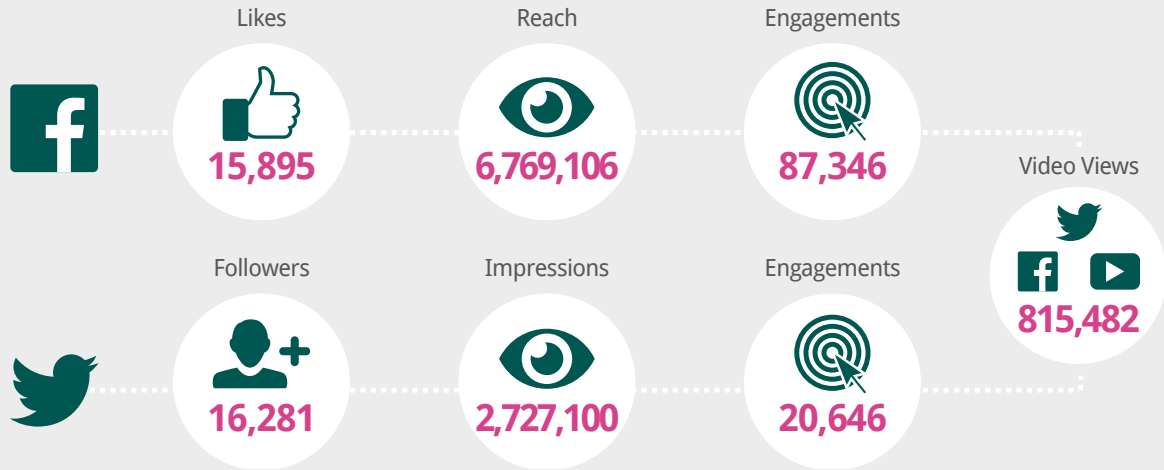 Likes
Reach
Engagements
15,895
6,769,106
87,346
Video Views
815,482
Followers
Impressions
Engagements
16,281
2,727,100
20,646